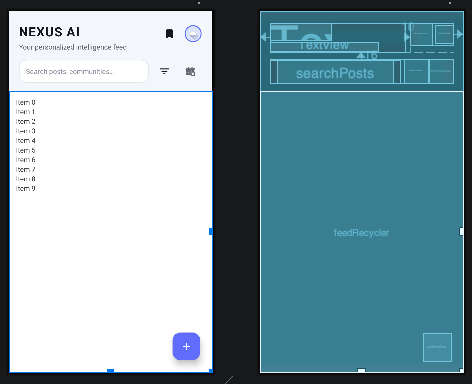 NEXUS AI
Your personalized intelligence feed
Search posts, communities...
Item 0
Item 1
Item 2
Item 3
Item 4
Item 5
Item 6
Item 7
Item 8
Item 9
+
TextView
16
searchPosts
feedRecycler